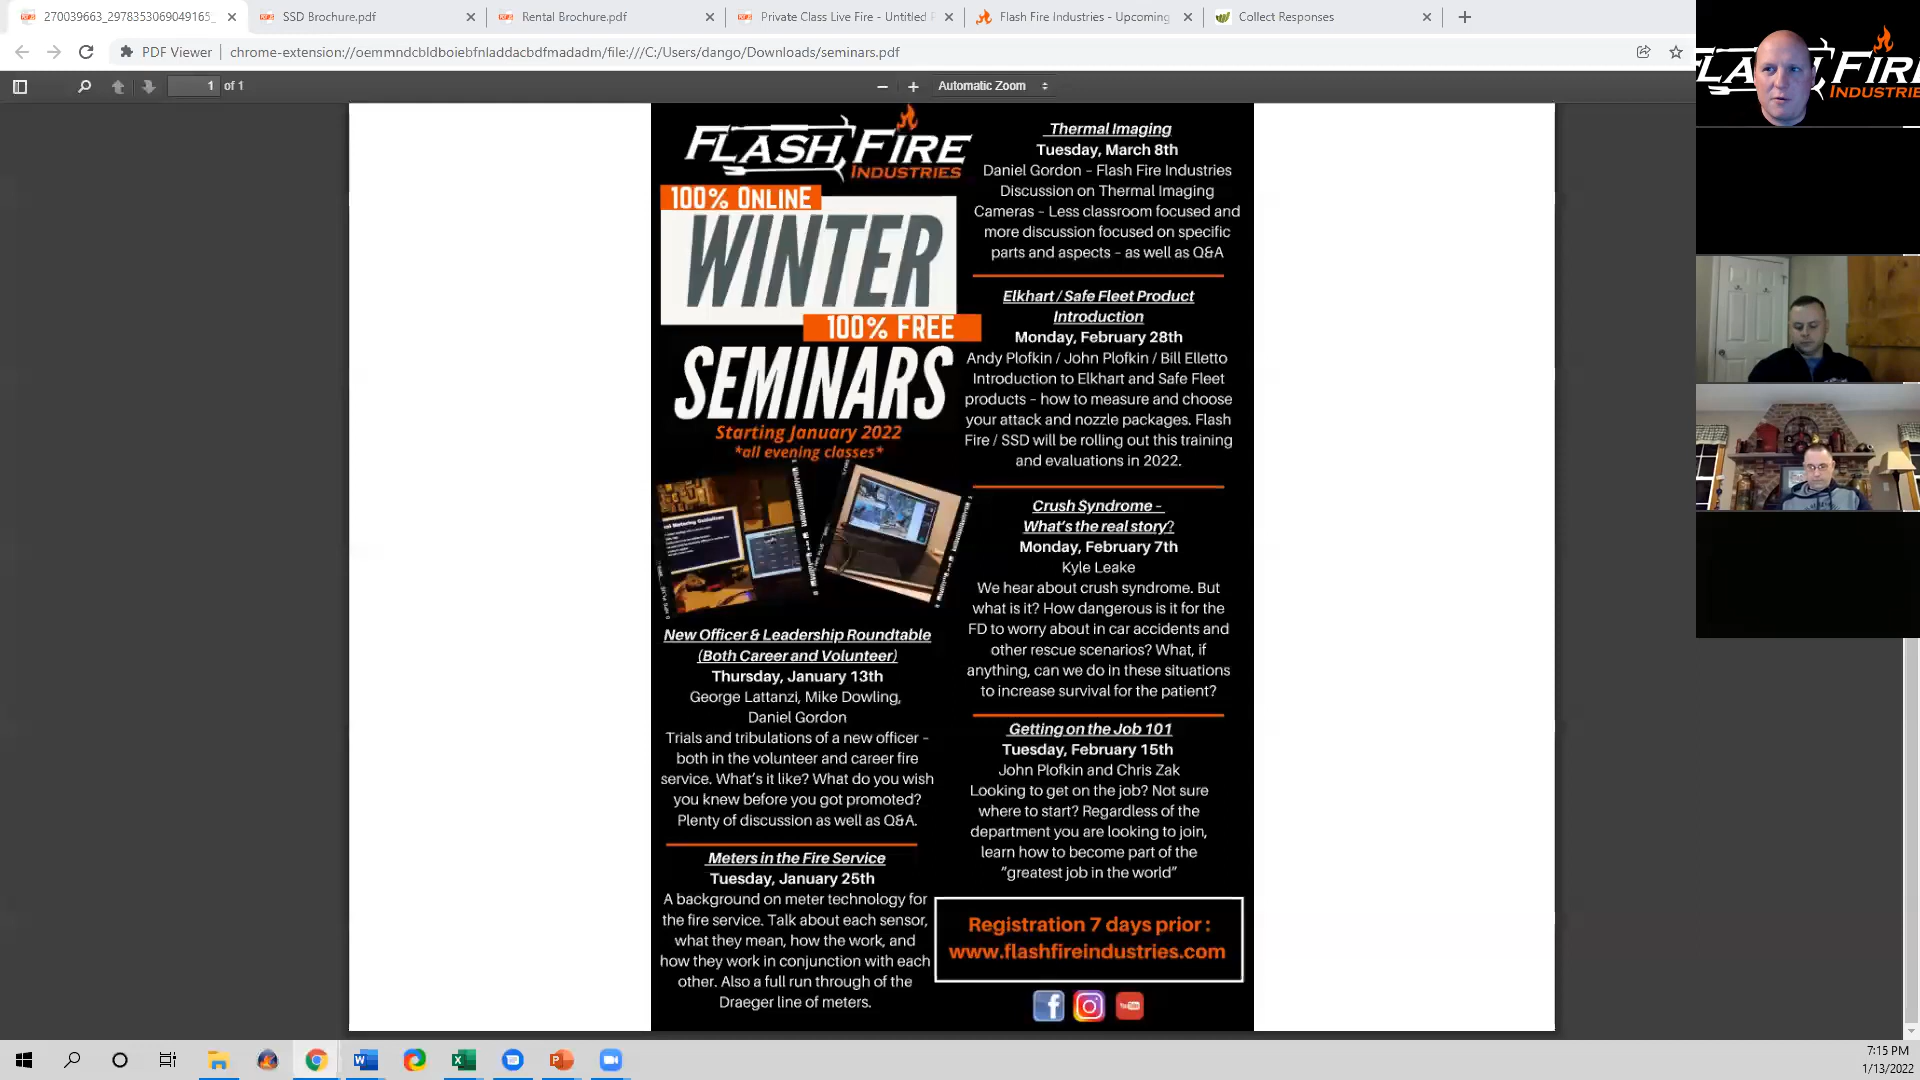 270039663_2978353069049165_
SSD Brochure.pdf
Rental Brochure.pdf
Private Class Live Fire - Untitled
Flash Fire Industries - Upcoming
Collect Responses
PDF Viewer
chrome-extension://oemmndcbldboiebfnladdacbdfmadadm/file:///C:/Users/dango/Downloads/seminars.pdf
1 of 1
Automatic Zoom
FLASH FIRE
INDUSTRIES
100% ONLINE
WINTER
100% FREE
SEMINARS
Starting January 2022
*all evening classes*
New Officer & Leadership Roundtable
(Both Career and Volunteer)
Thursday, January 13th
George Lattanzi, Mike Dowling,
Daniel Gordon
Trials and tribulations of a new officer –
both in the volunteer and career fire
service. What's it like? What do you wish
you knew before you got promoted?
Plenty of discussion as well as Q&A.
Meters in the Fire Service
Tuesday, January 25th
A background on meter technology for
the fire service. Talk about each sensor,
what they mean, how the work, and
how they work in conjunction with each
other. Also a full run through of the
Draeger line of meters.
Thermal Imaging
Tuesday, March 8th
Daniel Gordon – Flash Fire Industries
Discussion on Thermal Imaging
Cameras – Less classroom focused and
more discussion focused on specific
parts and aspects – as well as Q&A
Elkhart / Safe Fleet Product
Introduction
Monday, February 28th
Andy Plofkin / John Plofkin / Bill Elletto
Introduction to Elkhart and Safe Fleet
products – how to measure and choose
your attack and nozzle packages. Flash
Fire / SSD will be rolling out this training
and evaluations in 2022.
Crush Syndrome –
What's the real story?
Monday, February 7th
Kyle Leake
We hear about crush syndrome. But
what is it? How dangerous is it for the
FD to worry about in car accidents and
other rescue scenarios? What, if
anything, can we do in these situations
to increase survival for the patient?
Getting on the Job 101
Tuesday, February 15th
John Plofkin and Chris Zak
Looking to get on the job? Not sure
where to start? Regardless of the
department you are looking to join,
learn how to become part of the
"greatest job in the world"
Registration 7 days prior :
www.flashfireindustries.com
7:15 PM
1/13/2022